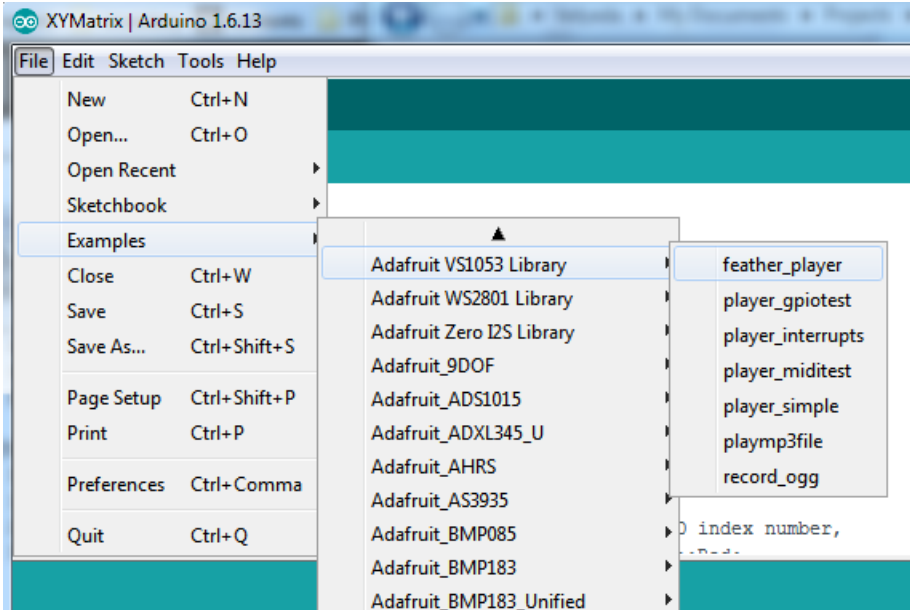 XYMatrix | Arduino 1.6.13
File Edit Sketch Tools Help
New Ctrl+N
Open... Ctrl+O
Open Recent
Sketchbook
Examples
Close Ctrl+W
Save Ctrl+S
Save As... Ctrl+Shift+S
Page Setup Ctrl+Shift+P
Print Ctrl+P
Preferences Ctrl+Comma
Quit Ctrl+Q
Adafruit VS1053 Library
Adafruit WS2801 Library
Adafruit Zero I2S Library
Adafruit_9DOF
Adafruit_ADS1015
Adafruit_ADXL345_U
Adafruit_AHRS
Adafruit_AS3935
Adafruit_BMP085
Adafruit_BMP183
Adafruit_BMP183_Unified
feather_player
player_gpiotest
player_interrupts
player_miditest
player_simple
playmp3file
record_ogg
index number,